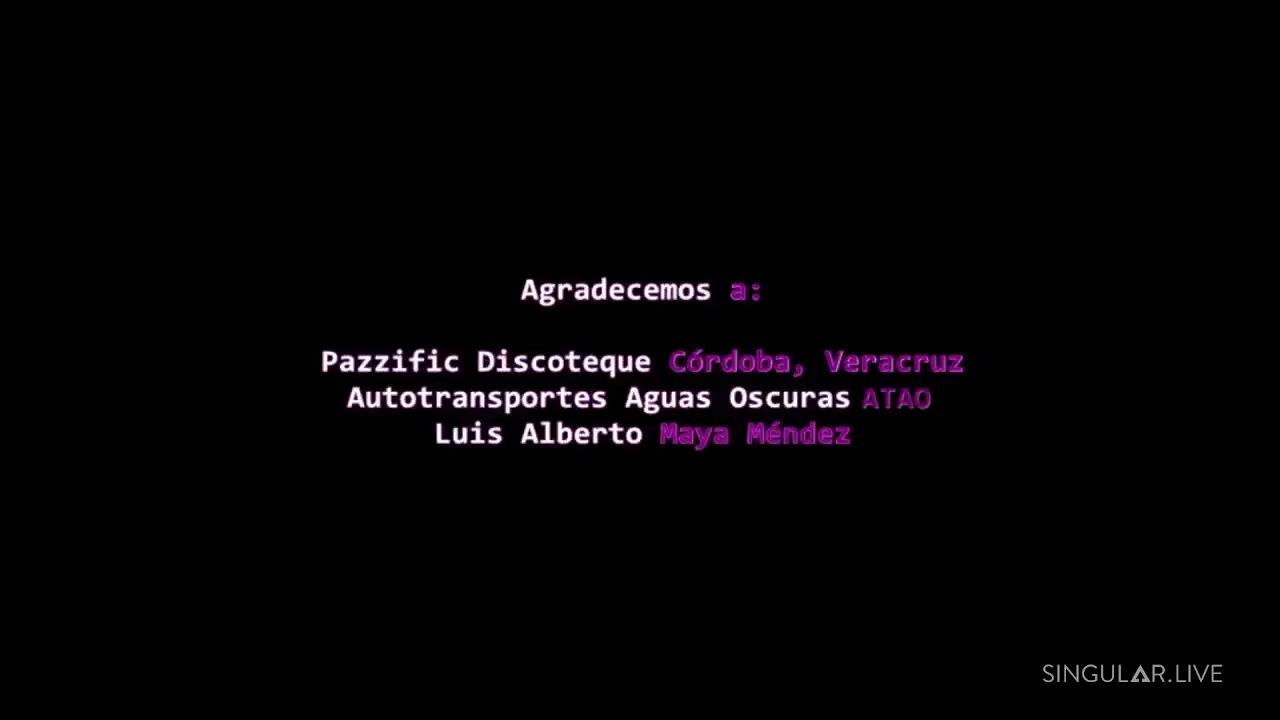 Agradecemos a:
Pazzific Discoteque Córdoba, Veracruz
Autotransportes Aguas Oscuras ATAO
Luis Alberto Maya Méndez
SINGULAR.LIVE